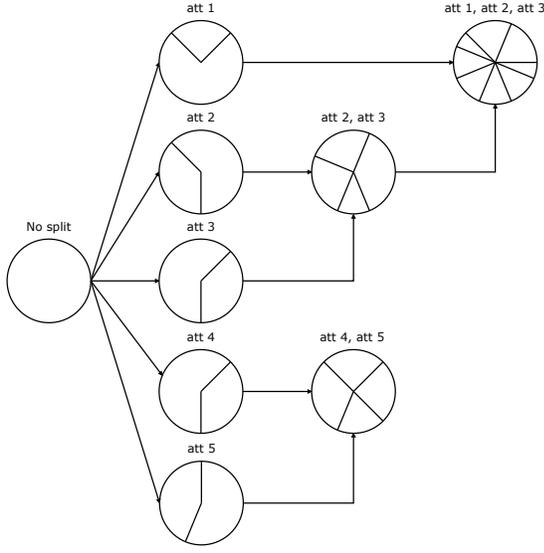 att 1
att 1, att 2, att 3
att 2
att 2, att 3
No split
att 3
att 4
att 4, att 5
att 5